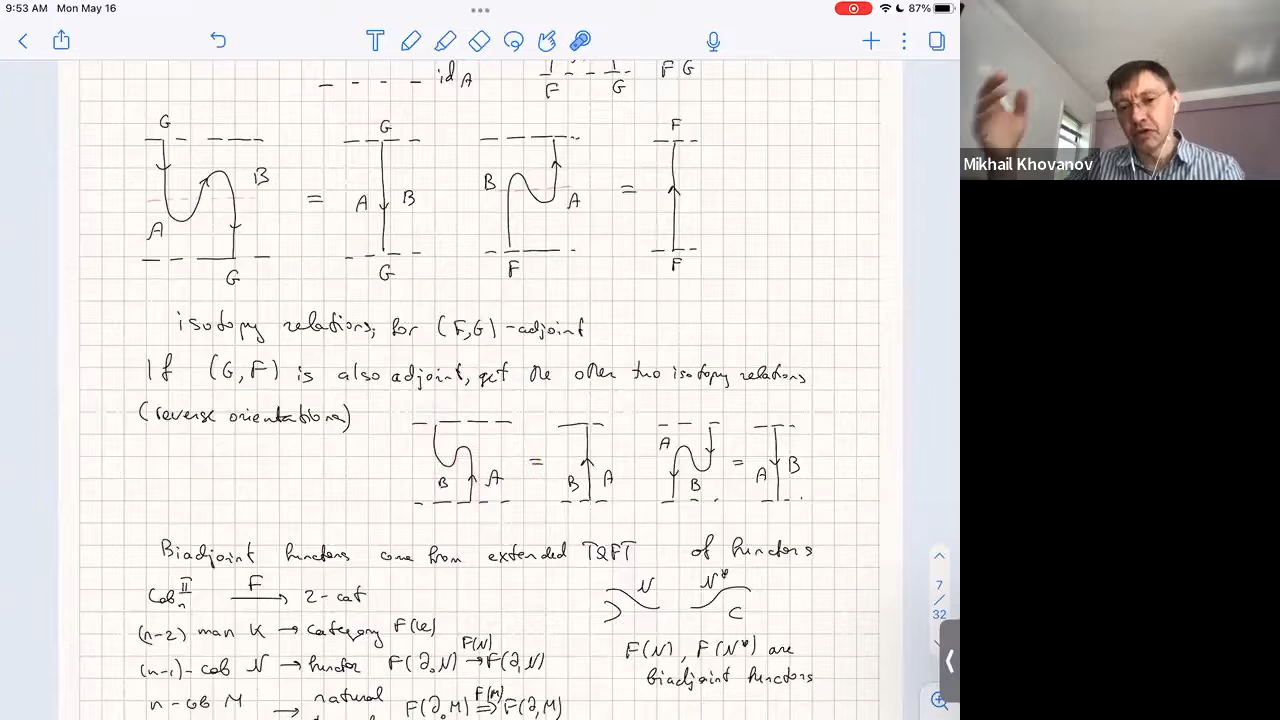 9:53 AM Mon May 16
87%
id A
F G
F G
G G F
B A B B A
= =
A
G G F F
isotopy relations, for (F,G)-adjoint
If (G,F) is also adjoint, get the other two isotopy relations
(reverse orientations)
A
B A = B A B = A B
Biadjoint functors come from extended TQFT of functors
Cob II n F 2-cat
N N*
(n-2) man K → category F(K)
(n-1)-cob N → functor F(∂₀N) F(N) → F(∂₁N)
F(N), F(N*) are
biadjoint functors
n-cob M → natural F(∂₀M) F(M) ⇒ F(∂₁M)
7
/
32
Mikhail Khovanov